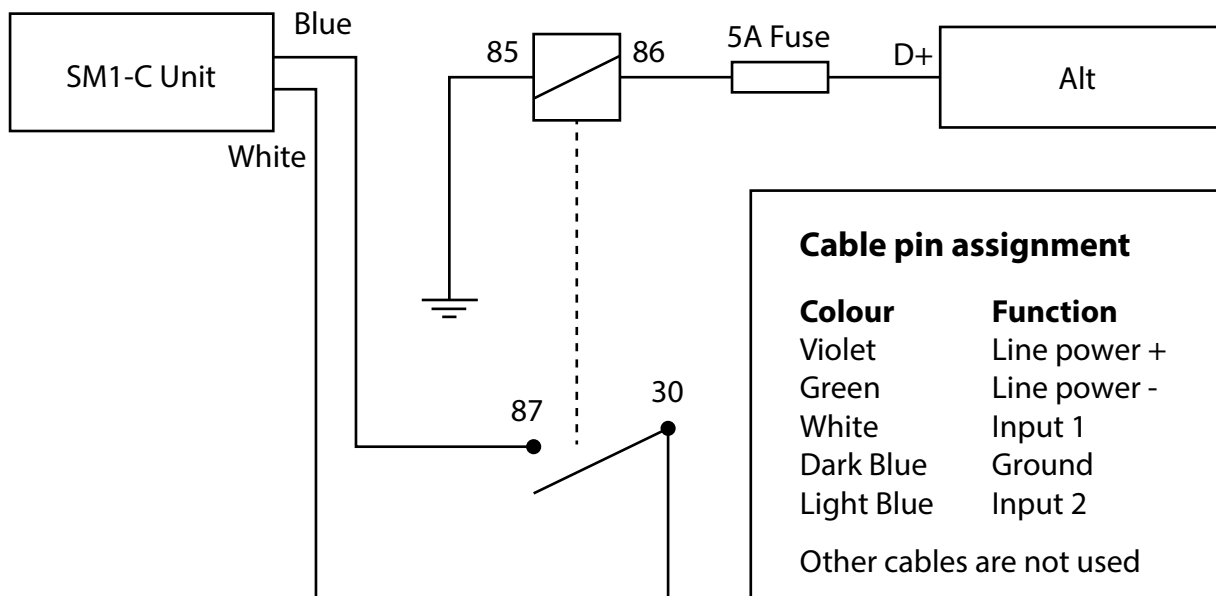 Blue
SM1-C Unit
White
85
86
5A Fuse
D+
Alt
87
30
Cable pin assignment
Colour Function
Violet Line power +
Green Line power -
White Input 1
Dark Blue Ground
Light Blue Input 2
Other cables are not used